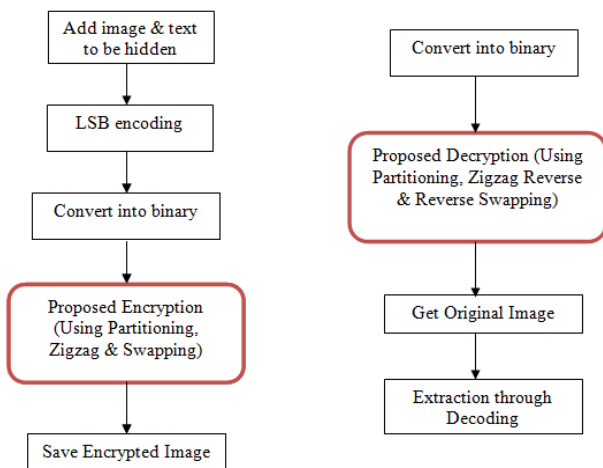 Add image & text
to be hidden
LSB encoding
Convert into binary
Proposed Encryption
(Using Partitioning,
Zigzag & Swapping)
Save Encrypted Image
Convert into binary
Proposed Decryption (Using
Partitioning, Zigzag Reverse
& Reverse Swapping)
Get Original Image
Extraction through
Decoding